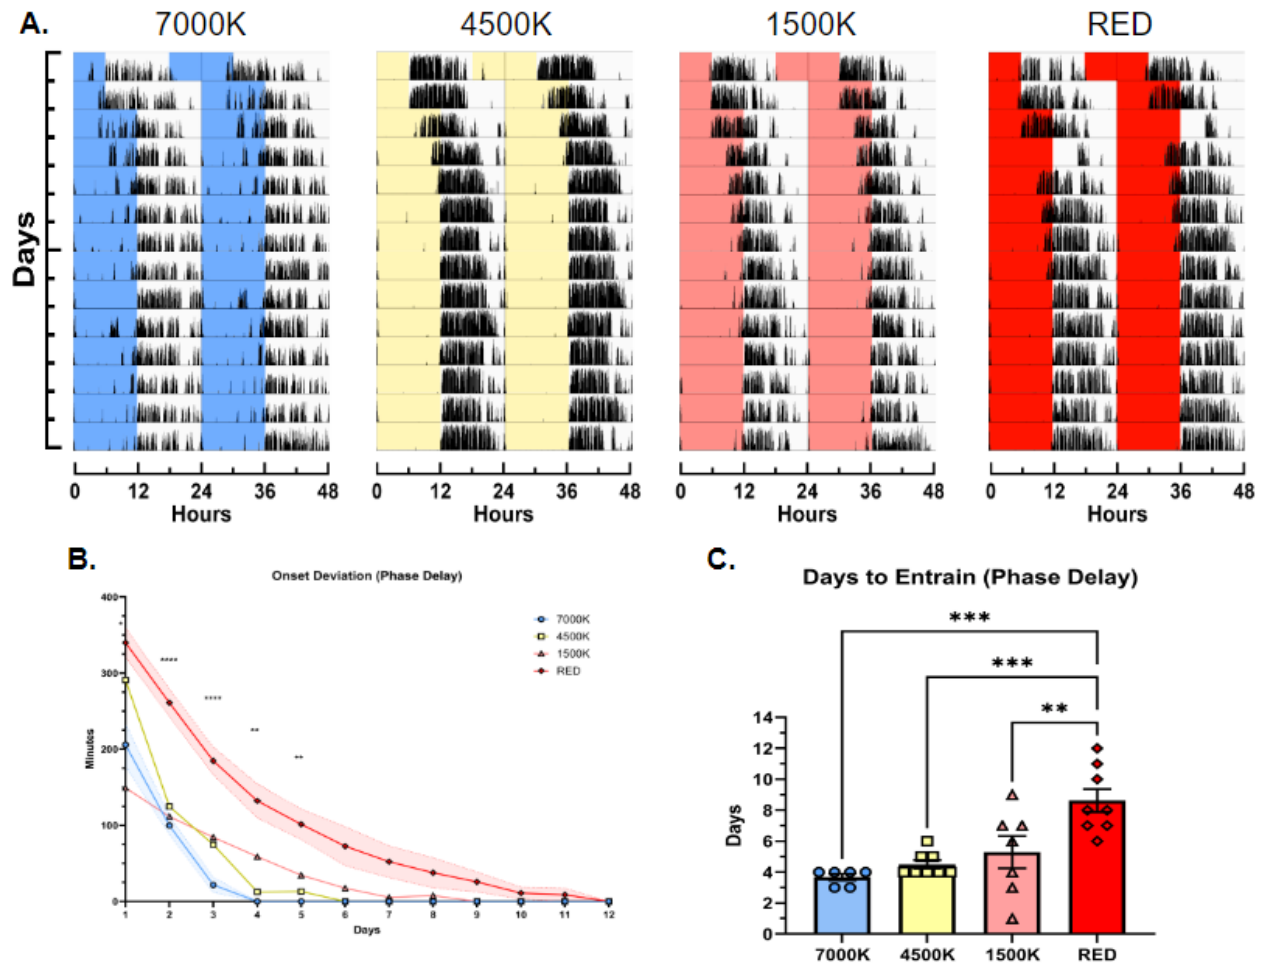 A.
7000K 4500K 1500K RED
Days
0 12 24 36 48 0 12 24 36 48 0 12 24 36 48 0 12 24 36 48
Hours Hours Hours Hours
B.
Onset Deviation (Phase Delay)
400
300
200
100
0
Minutes
*
****
****
**
**
7000K
4500K
1500K
RED
1 2 3 4 5 6 7 8 9 10 11 12
Days
C.
Days to Entrain (Phase Delay)
***
***
**
14
12
10
8
6
4
2
0
Days
7000K 4500K 1500K RED